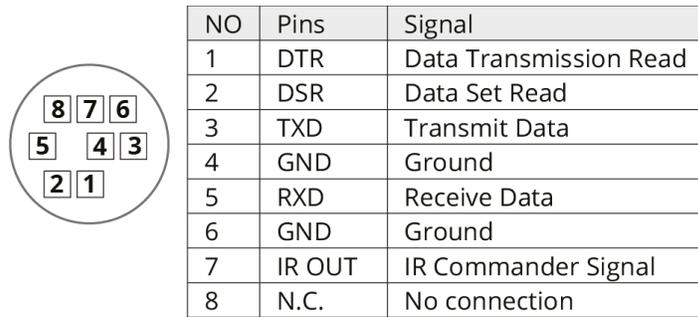 8 7 6
5 4 3
2 1
NO Pins Signal
1 DTR Data Transmission Read
2 DSR Data Set Read
3 TXD Transmit Data
4 GND Ground
5 RXD Receive Data
6 GND Ground
7 IR OUT IR Commander Signal
8 N.C. No connection